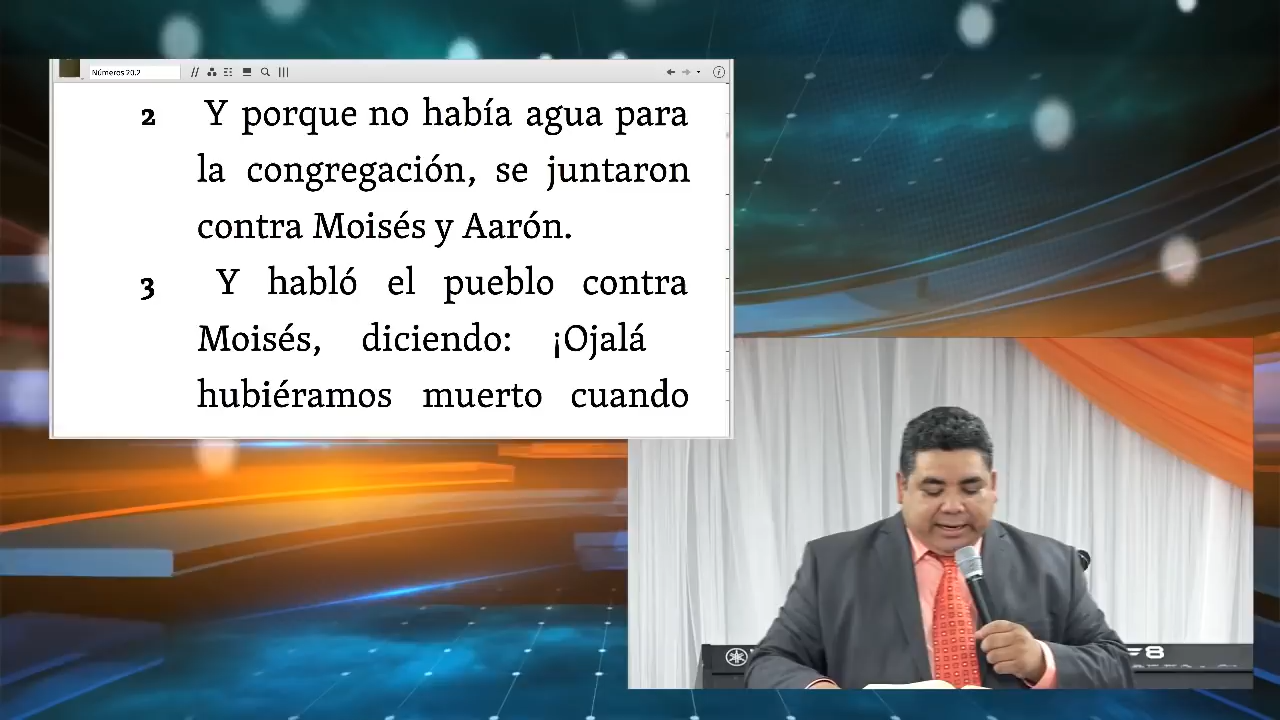 Números 20.2
2 Y porque no había agua para
la congregación, se juntaron
contra Moisés y Aarón.
3 Y habló el pueblo contra
Moisés, diciendo: ¡Ojalá
hubiéramos muerto cuando
8